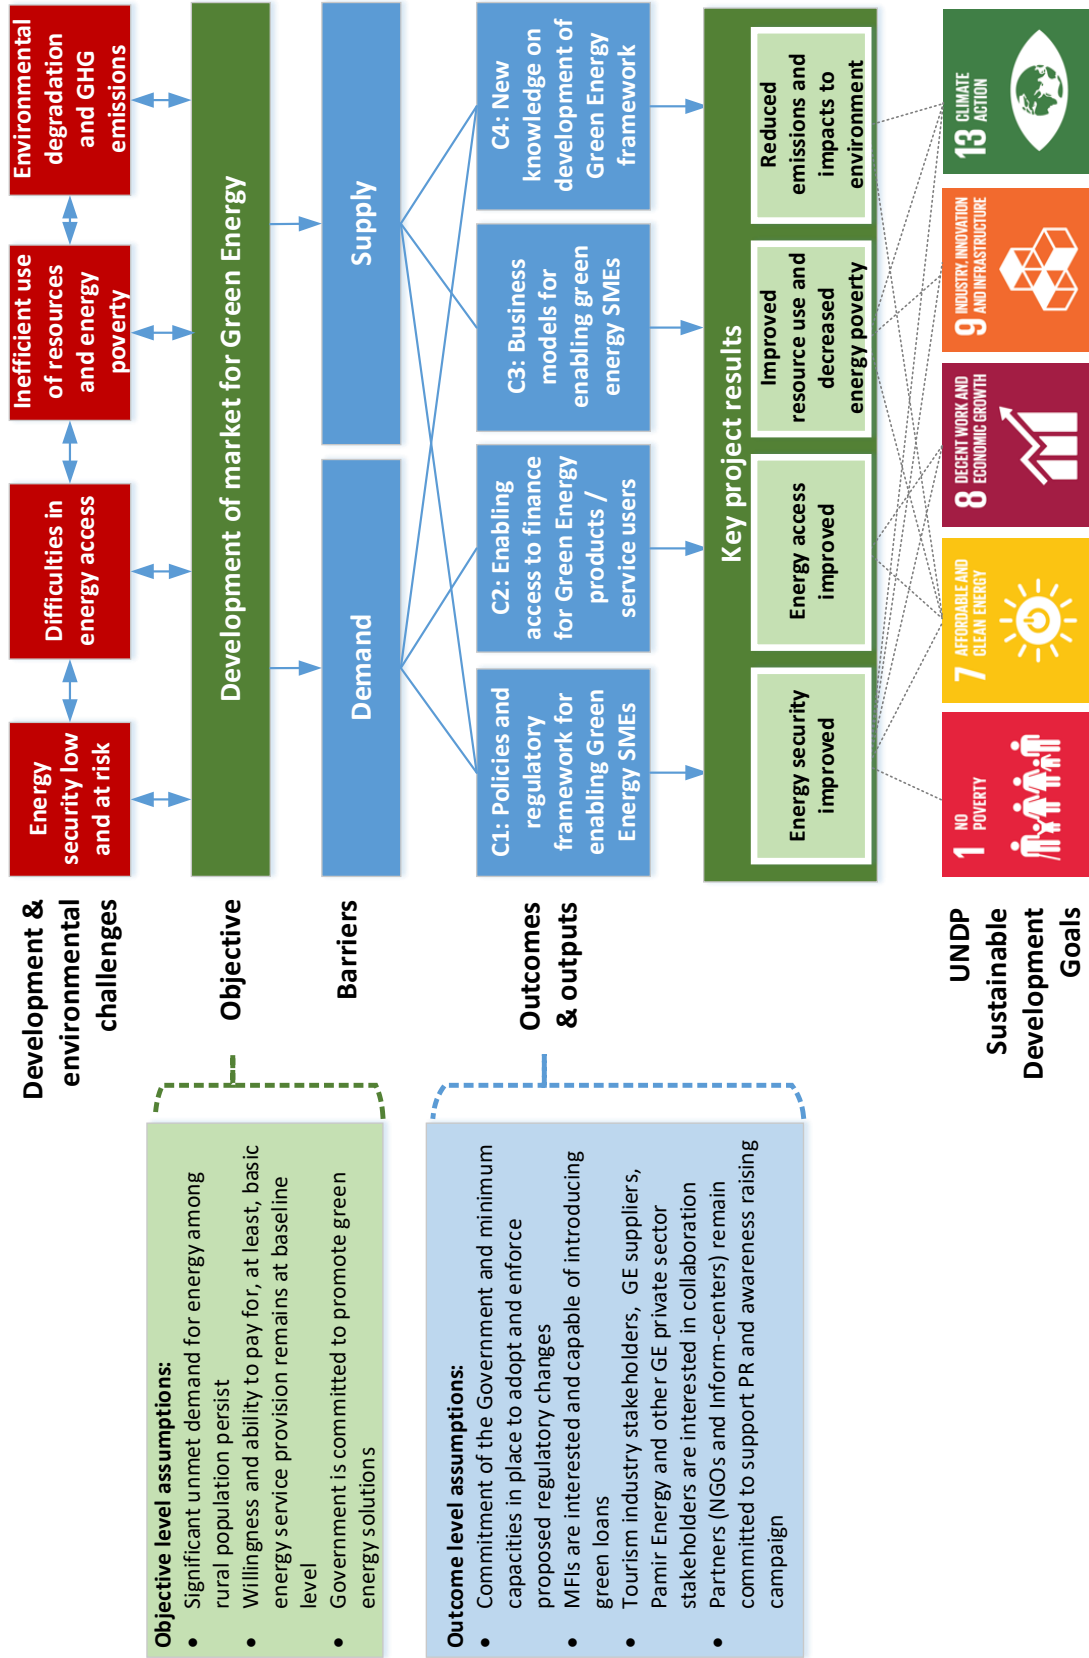 Objective level assumptions:
• Significant unmet demand for energy among
rural population persist
• Willingness and ability to pay for, at least, basic
energy service provision remains at baseline
level
• Government is committed to promote green
energy solutions
Outcome level assumptions:
• Commitment of the Government and minimum
capacities in place to adopt and enforce
proposed regulatory changes
• MFIs are interested and capable of introducing
green loans
• Tourism industry stakeholders, GE suppliers,
Pamir Energy and other GE private sector
stakeholders are interested in collaboration
• Partners (NGOs and Inform-centers) remain
committed to support PR and awareness raising
campaign
Development &
environmental
challenges
Energy
security low
and at risk
Difficulties in
energy access
Inefficient use
of resources
and energy
poverty
Environmental
degradation
and GHG
emissions
Objective
Development of market for Green Energy
Barriers
Demand
Supply
Outcomes
& outputs
C1: Policies and
regulatory
framework for
enabling Green
Energy SMEs
C2: Enabling
access to finance
for Green Energy
products /
service users
C3: Business
models for
enabling green
energy SMEs
C4: New
knowledge on
development of
Green Energy
framework
Key project results
Energy security
improved
Energy access
improved
Improved
resource use and
decreased
energy poverty
Reduced
emissions and
impacts to
environment
UNDP
Sustainable
Development
Goals
1 NO
POVERTY
7 AFFORDABLE AND
CLEAN ENERGY
8 DECENT WORK AND
ECONOMIC GROWTH
9 INDUSTRY, INNOVATION
AND INFRASTRUCTURE
13 CLIMATE
ACTION